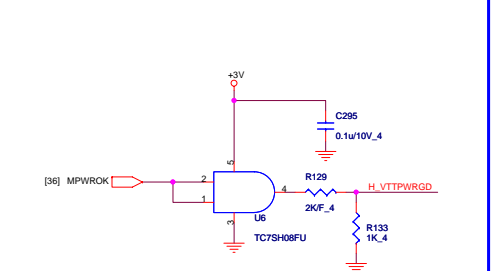 +3V
C295
0.1u/10V_4
5
[36] MPWROK
2
1
4
R129
H_VTTPWRGD
2K/F_4
U6
3
TC7SH08FU
R133
1K_4